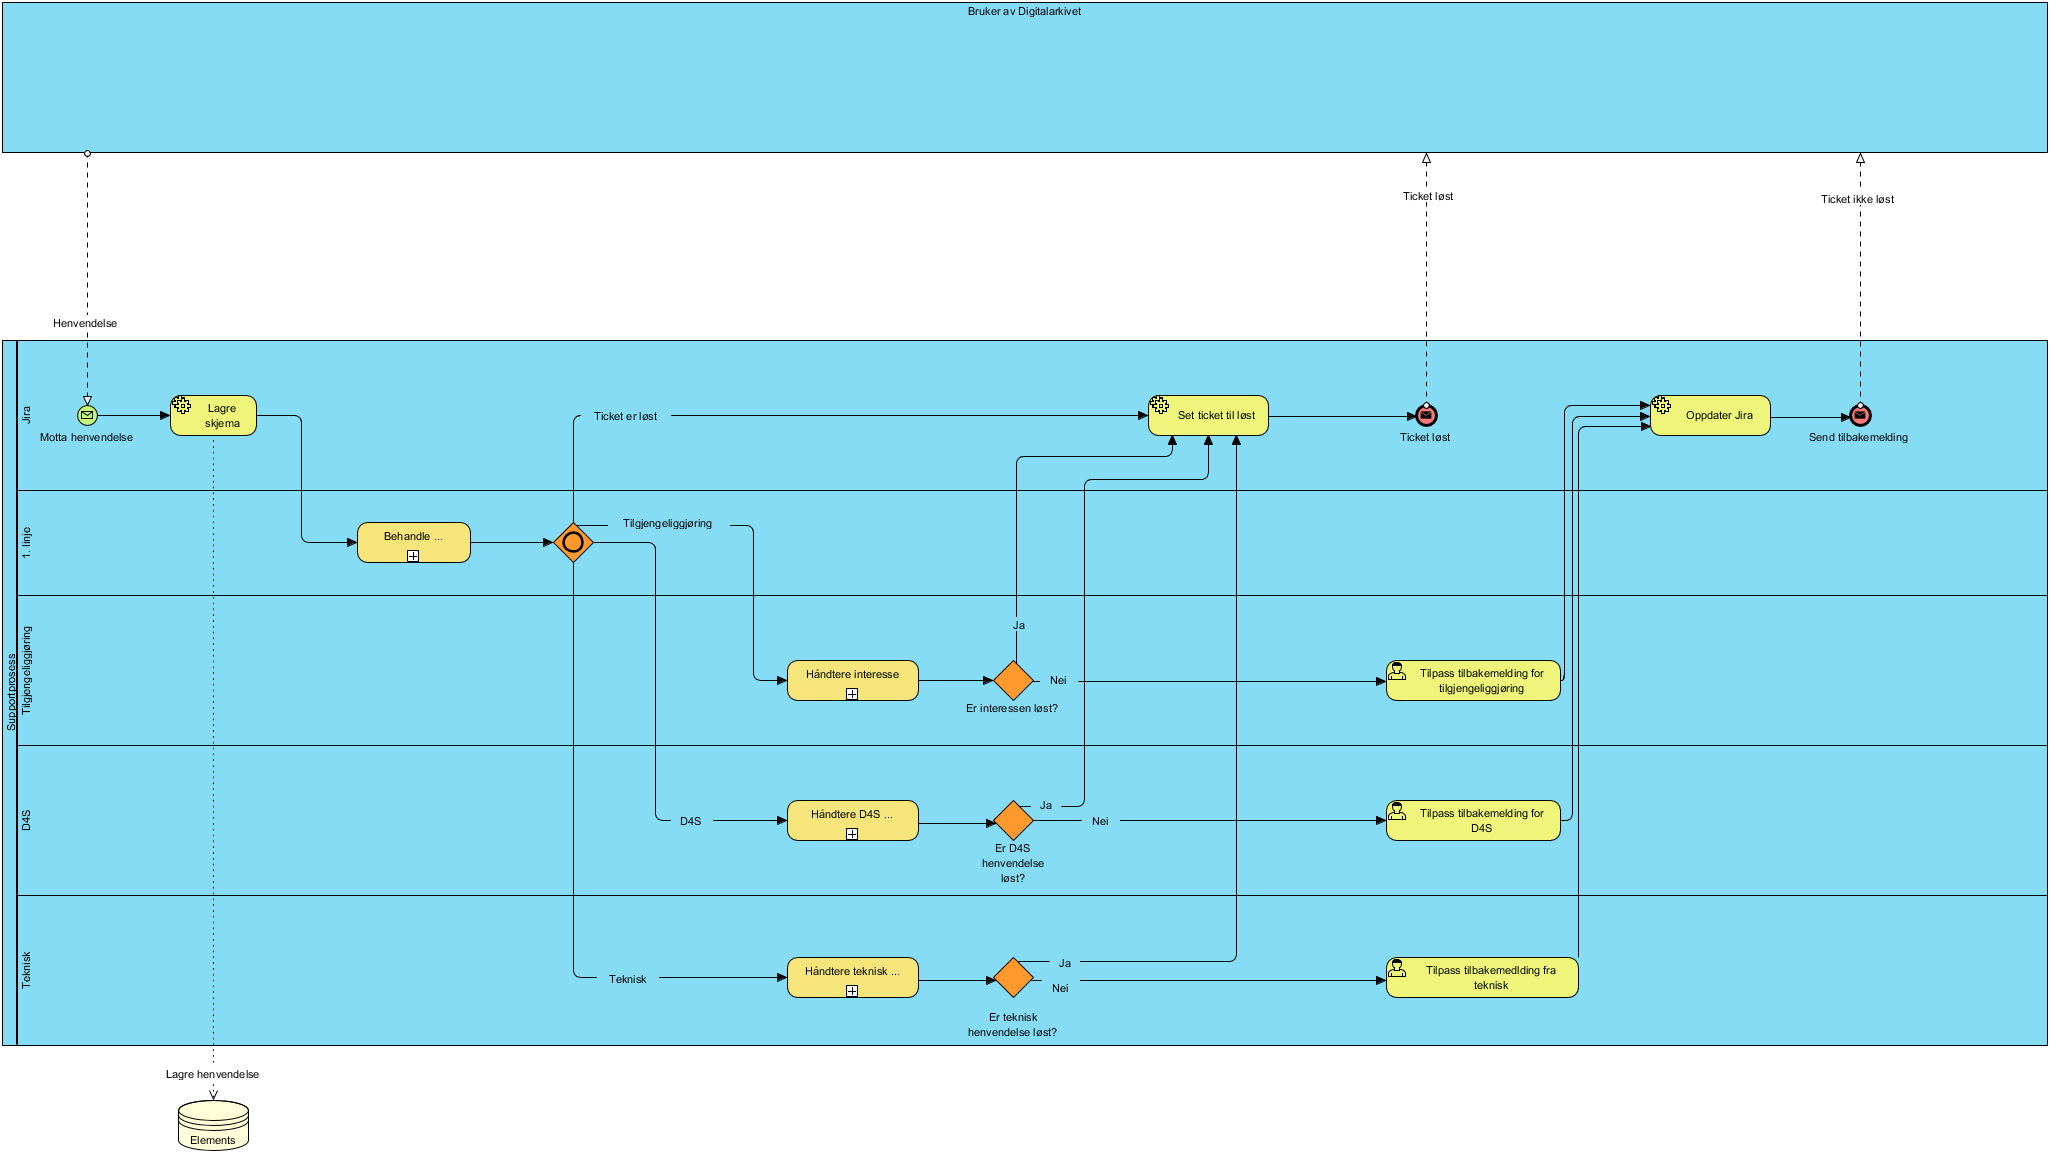 Bruker av Digitalarkivet
Ticket løst
Ticket ikke løst
Henvendelse
Supportprosess
Jira
Motta henvendelse
Lagre
skjema
Ticket er løst
Set ticket til løst
Ticket løst
Oppdater Jira
Send tilbakemelding
1. linje
Behandle ...
Tilgjengeliggjøring
Tilgjengeliggjøring
Ja
Håndtere interesse
Nei
Er interessen løst?
Tilpass tilbakemelding for
tilgjengeliggjøring
D4S
D4S
Håndtere D4S ...
Ja
Nei
Er D4S
henvendelse
løst?
Tilpass tilbakemelding for
D4S
Teknisk
Teknisk
Håndtere teknisk ...
Ja
Nei
Er teknisk
henvendelse løst?
Tilpass tilbakemedlding fra
teknisk
Lagre henvendelse
Elements